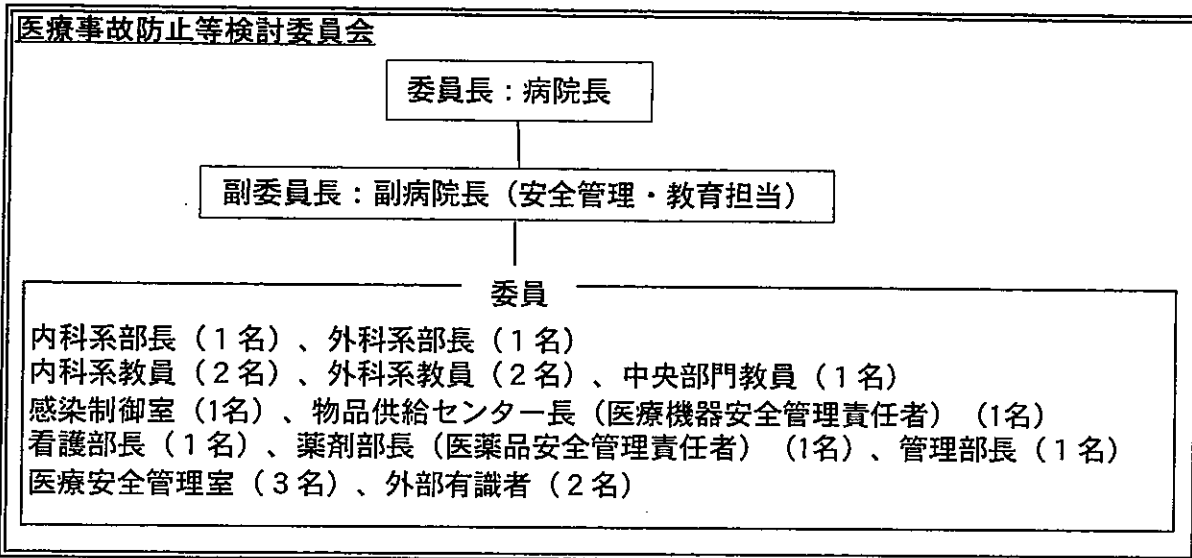 医療事故防止等検討委員会
委員長：病院長
副委員長：副病院長（安全管理・教育担当）
委員
内科系部長（１名）、外科系部長（１名）
内科系教員（２名）、外科系教員（２名）、中央部門教員（１名）
感染制御室（1名）、物品供給センター長（医療機器安全管理責任者）（1名）
看護部長（１名）、薬剤部長（医薬品安全管理責任者）（1名）、管理部長（１名）
医療安全管理室（３名）、外部有識者（２名）